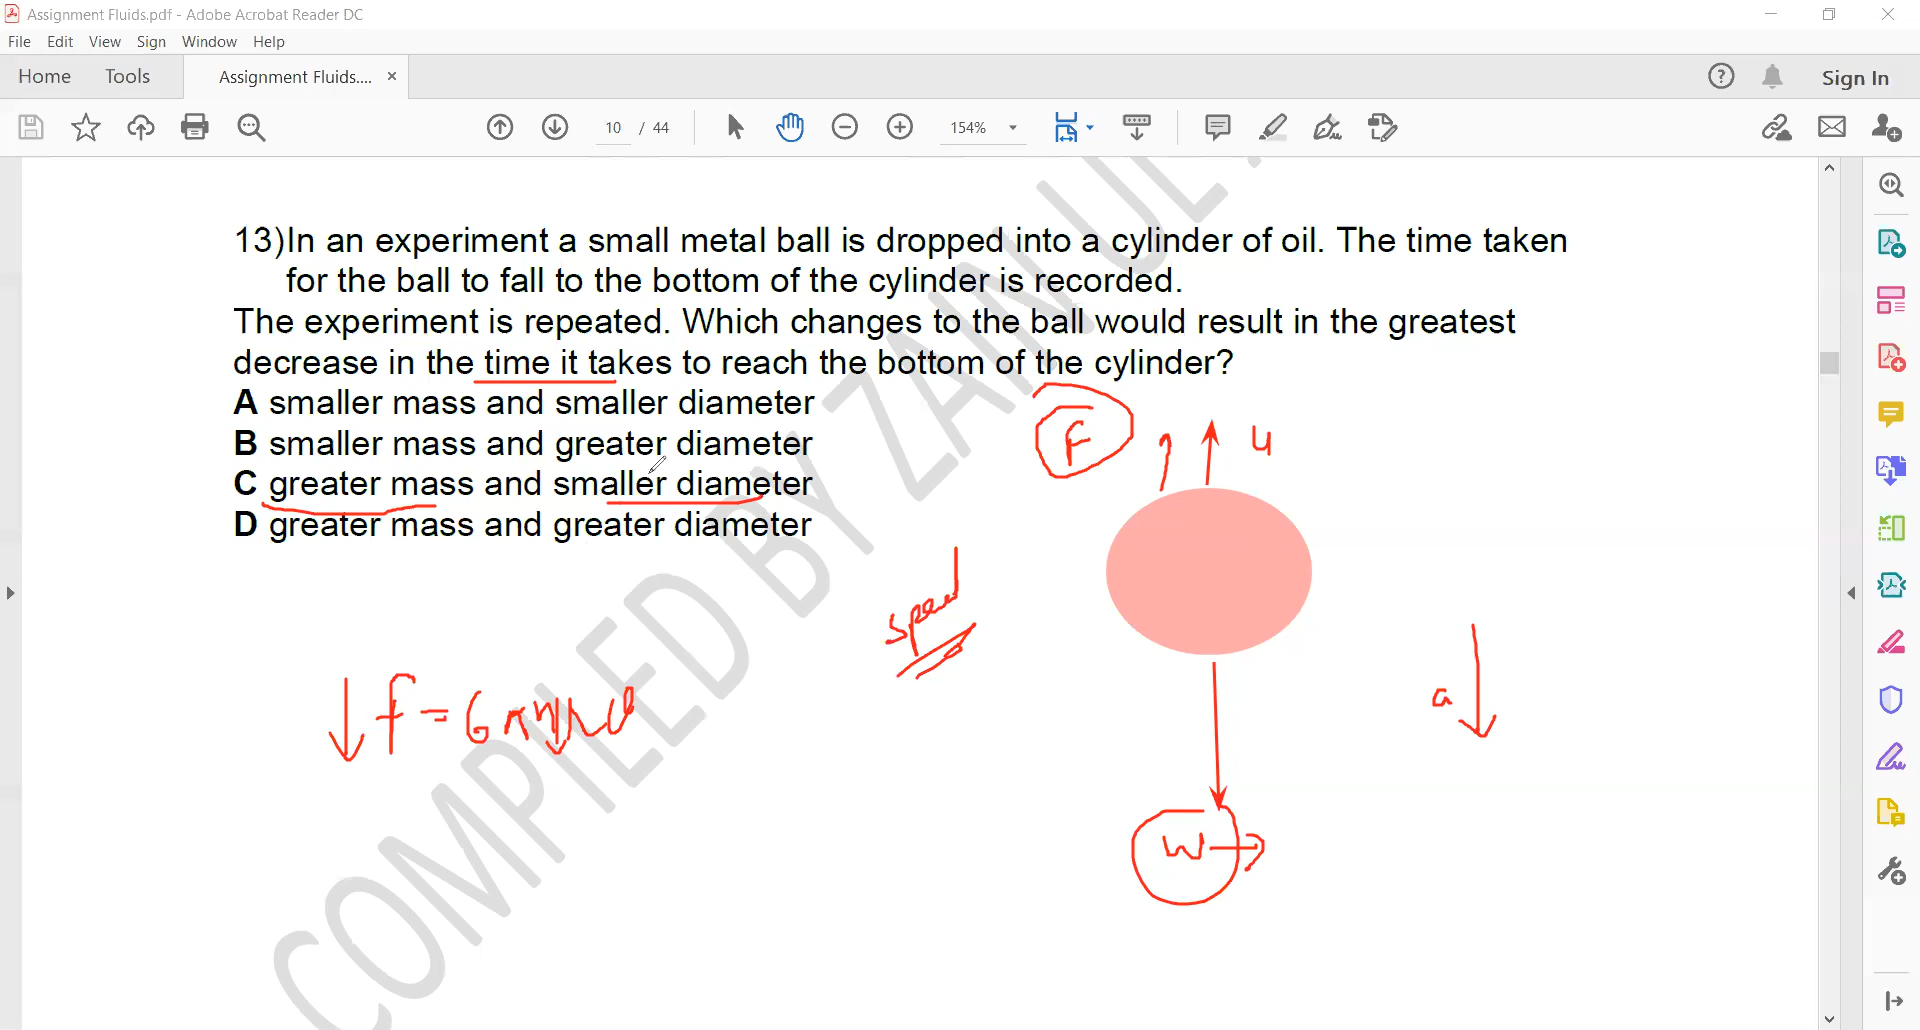 Assignment Fluids.pdf - Adobe Acrobat Reader DC
File Edit View Sign Window Help
Home Tools Assignment Fluids.... ×
? Sign In
10 / 44 154%
13)In an experiment a small metal ball is dropped into a cylinder of oil. The time taken
for the ball to fall to the bottom of the cylinder is recorded.
The experiment is repeated. Which changes to the ball would result in the greatest
decrease in the time it takes to reach the bottom of the cylinder?
A smaller mass and smaller diameter
B smaller mass and greater diameter
C greater mass and smaller diameter
D greater mass and greater diameter
F
U
speed
a
F = 6πηrv
W
COMPILED BY ZAIN UL